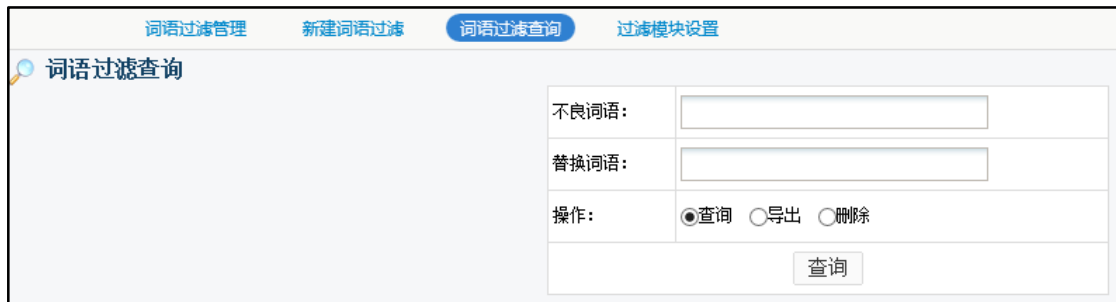 词语过滤管理 新建词语过滤 词语过滤查询 过滤模块设置
词语过滤查询
不良词语：
替换词语：
操作： 查询 导出 删除
查询